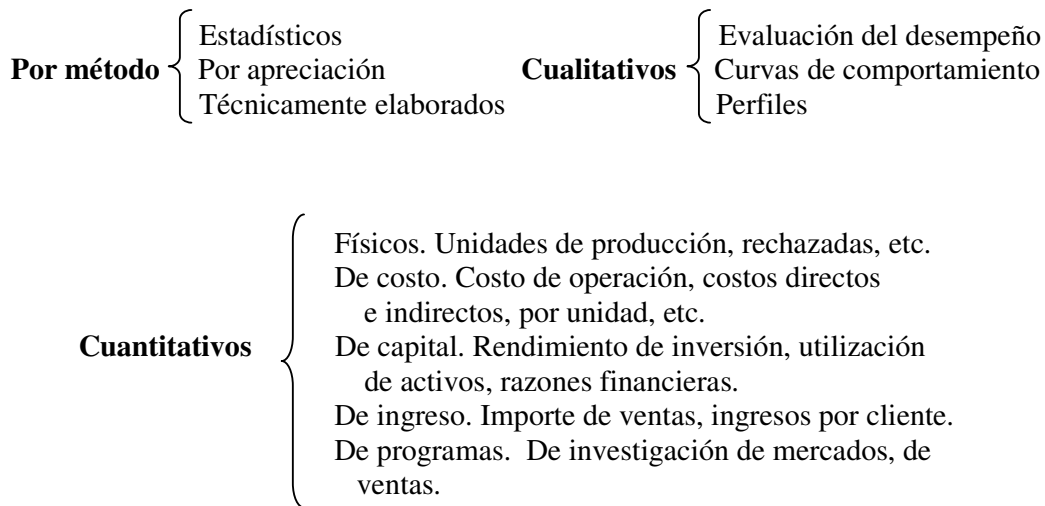 Por método
Estadísticos
Por apreciación
Técnicamente elaborados
Cualitativos
Evaluación del desempeño
Curvas de comportamiento
Perfiles
Cuantitativos
Físicos. Unidades de producción, rechazadas, etc.
De costo. Costo de operación, costos directos
e indirectos, por unidad, etc.
De capital. Rendimiento de inversión, utilización
de activos, razones financieras.
De ingreso. Importe de ventas, ingresos por cliente.
De programas. De investigación de mercados, de
ventas.